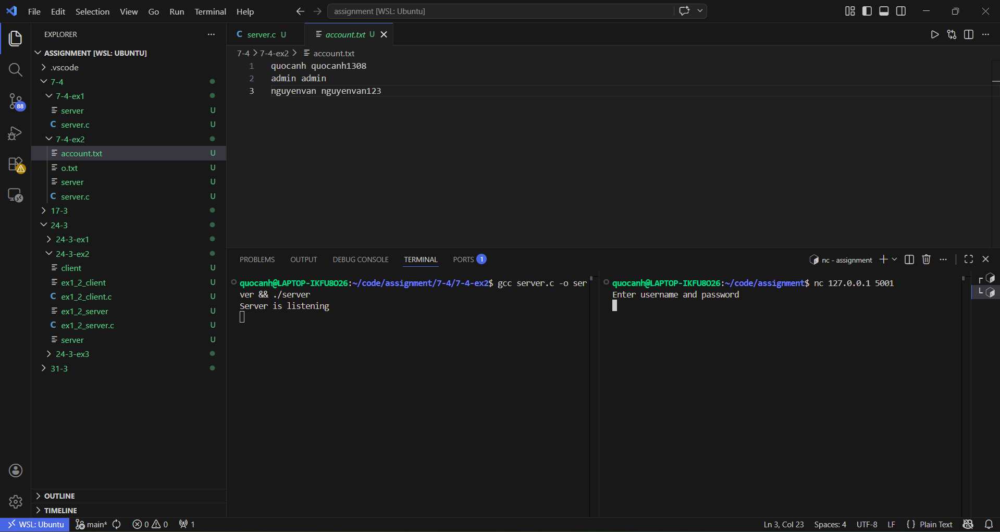 File Edit Selection View Go Run Terminal Help
assignment [WSL: Ubuntu]
EXPLORER
ASSIGNMENT [WSL: UBUNTU]
.vscode
7-4
7-4-ex1
server U
server.c U
7-4-ex2
account.txt U
o.txt U
server U
server.c U
17-3
24-3
24-3-ex1
24-3-ex2
client U
ex1_2_client U
ex1_2_client.c U
ex1_2_server U
ex1_2_server.c U
server U
24-3-ex3
31-3
OUTLINE
TIMELINE
88
server.c U
account.txt U
7-4 > 7-4-ex2 > account.txt
1 quocanh quocanh1308
2 admin admin
3 nguyenvan nguyenvan123
PROBLEMS OUTPUT DEBUG CONSOLE TERMINAL PORTS 1
nc - assignment
quocanh@LAPTOP-IKFU8O26:~/code/assignment/7-4/7-4-ex2$ gcc server.c -o ser
ver && ./server
Server is listening
quocanh@LAPTOP-IKFU8O26:~/code/assignment$ nc 127.0.0.1 5001
Enter username and password
WSL: Ubuntu main* 0 0 1
Ln 3, Col 23 Spaces: 4 UTF-8 LF {} Plain Text